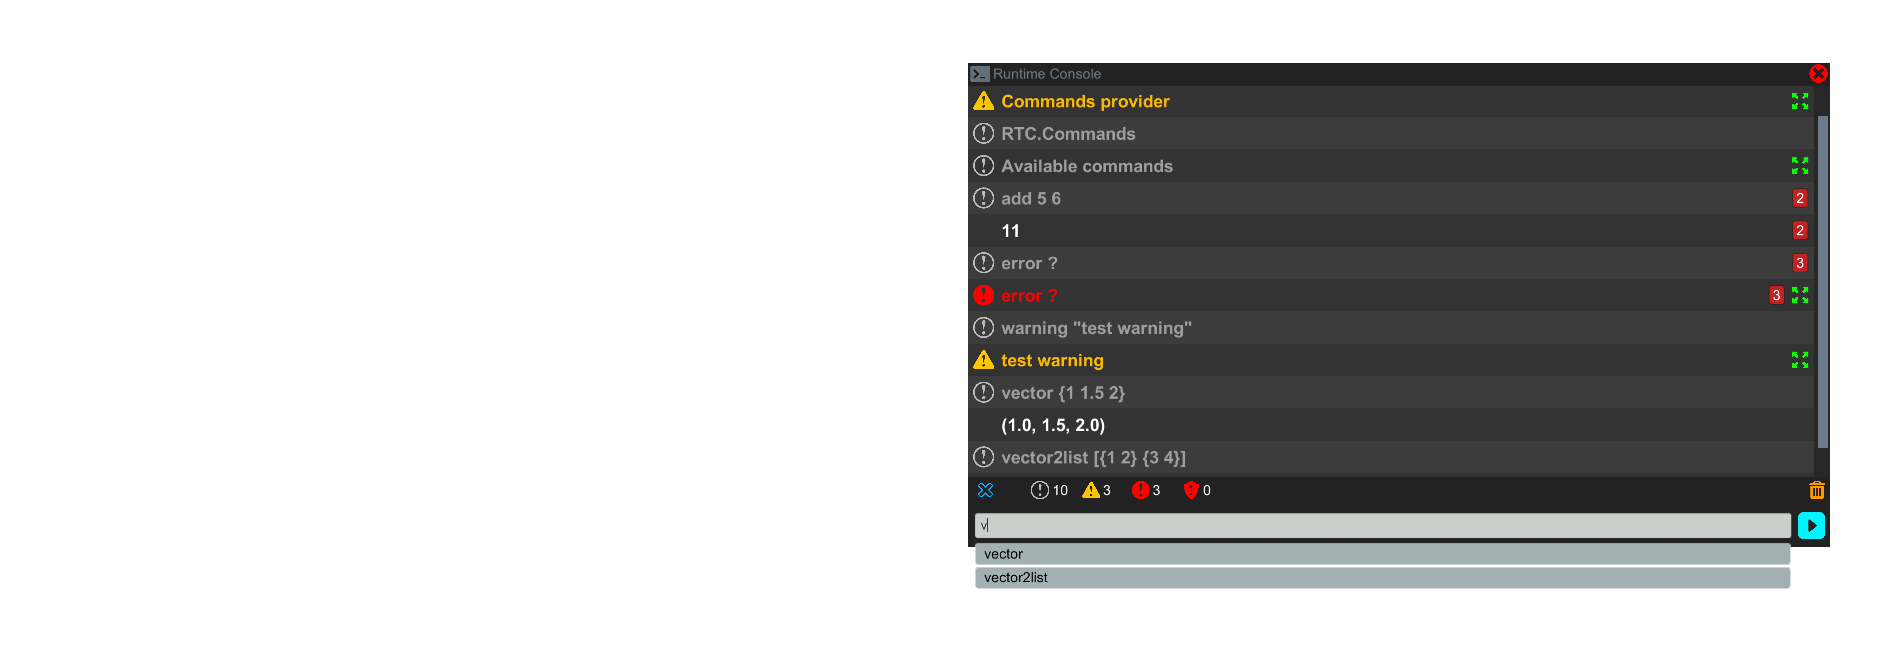 Runtime Console
Commands provider
RTC.Commands
Available commands
add 5 6 2
11 2
error ? 3
error ? 3
warning "test warning"
test warning
vector {1 1.5 2}
(1.0, 1.5, 2.0)
vector2list [{1 2} {3 4}]
10 3 3 0
v
vector
vector2list